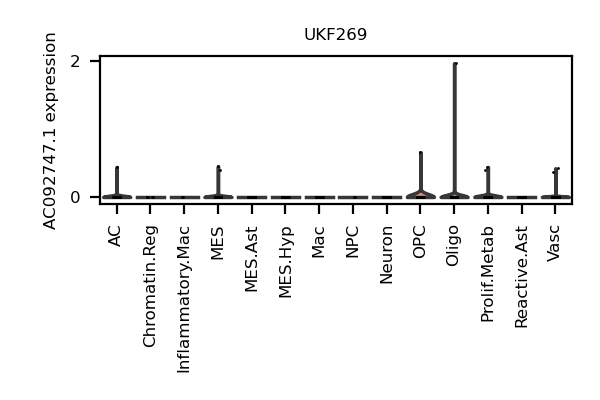 UKF269
AC092747.1 expression
2
0
AC
Chromatin.Reg
Inflammatory.Mac
MES
MES.Ast
MES.Hyp
Mac
NPC
Neuron
OPC
Oligo
Prolif.Metab
Reactive.Ast
Vasc